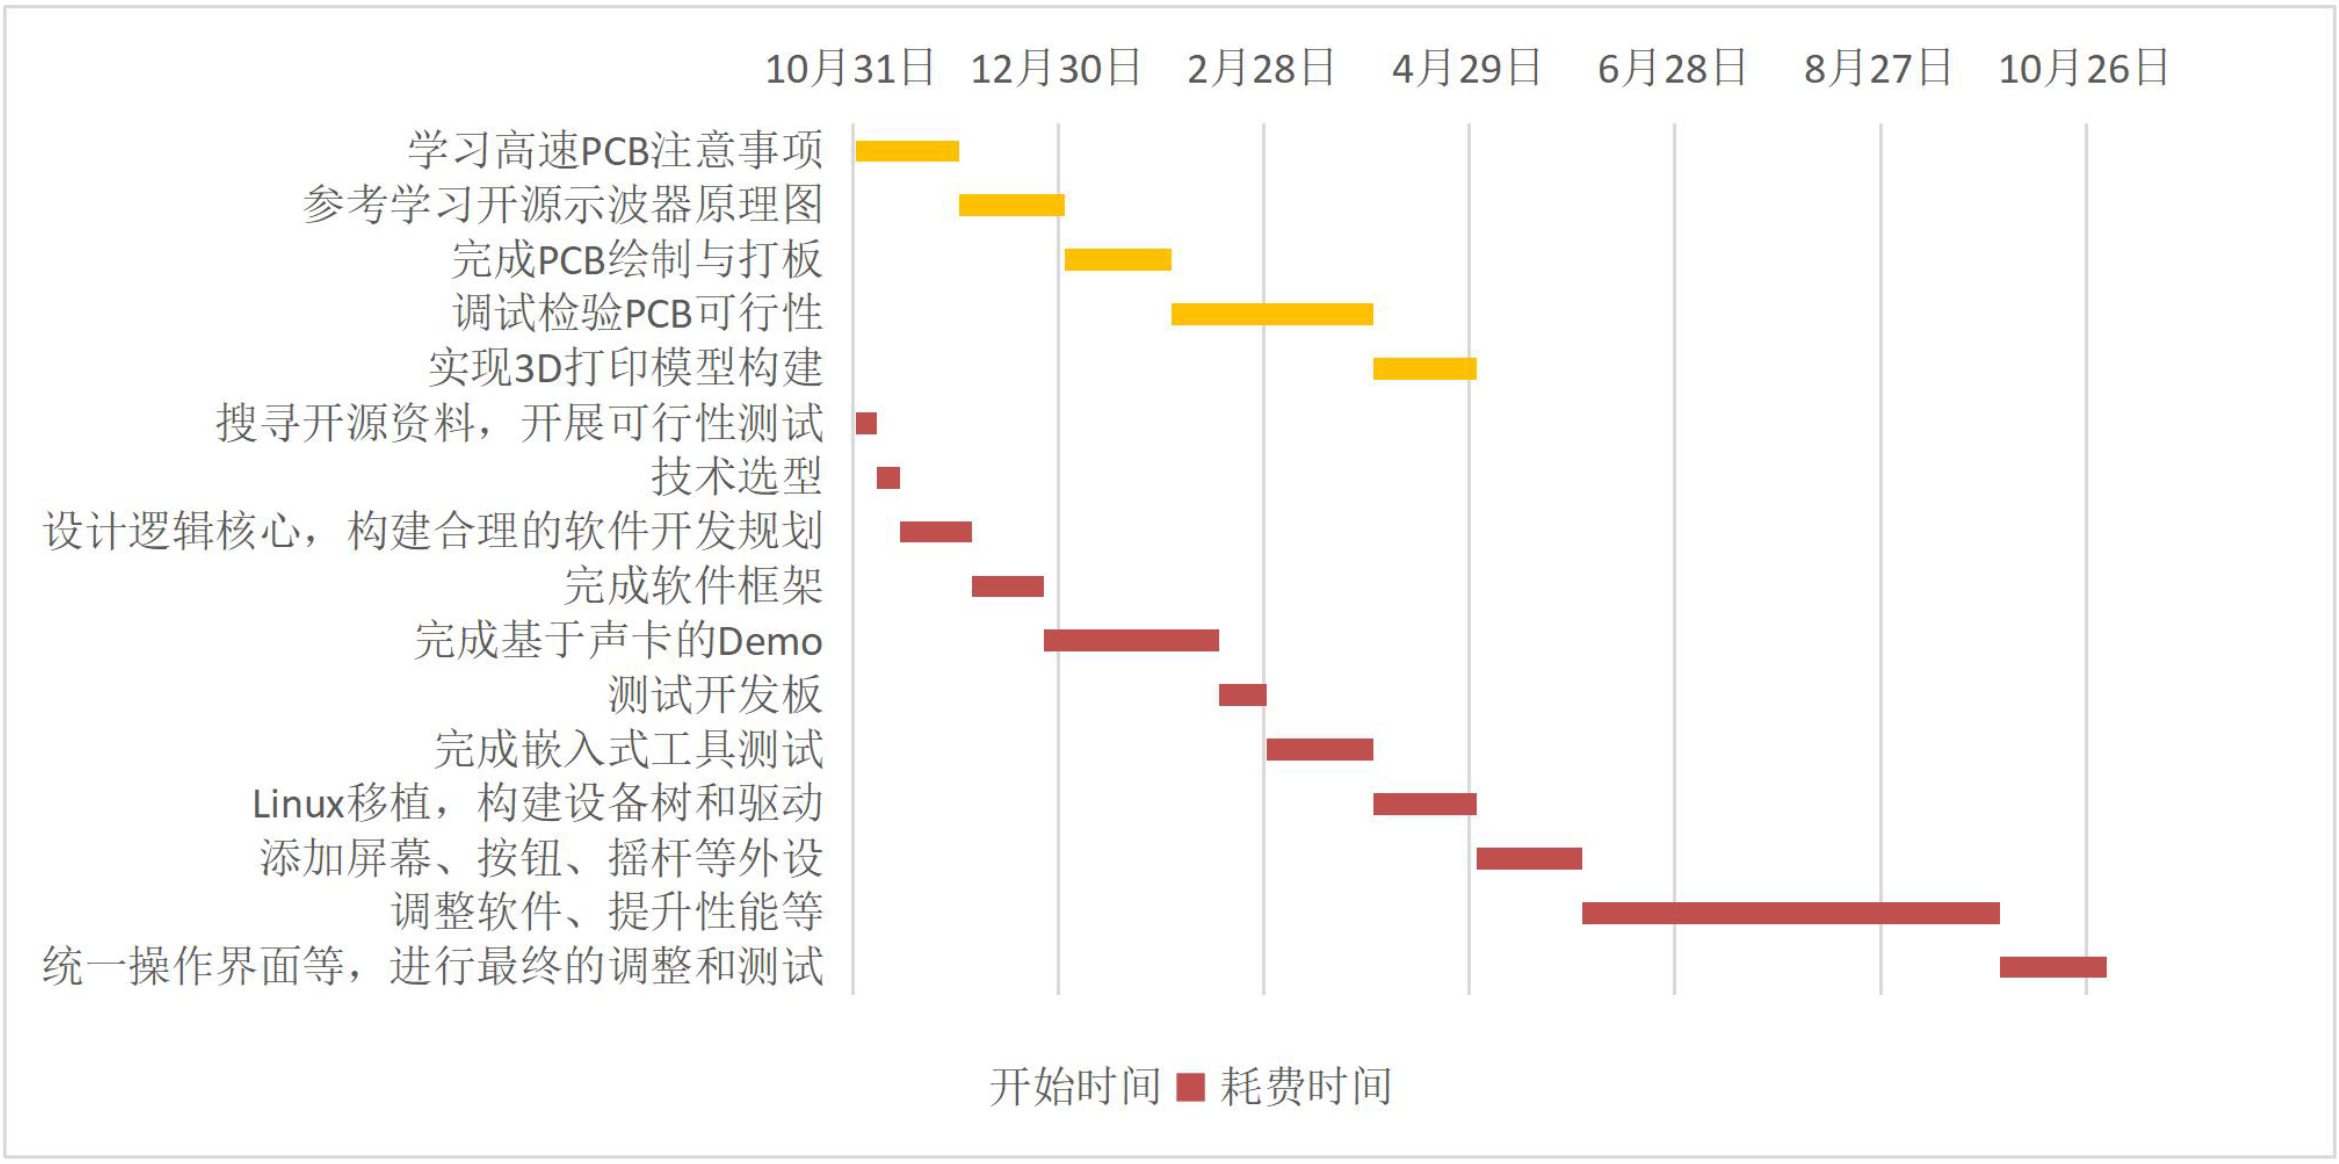 10月31日 12月30日 2月28日 4月29日 6月28日 8月27日 10月26日
学习高速PCB注意事项
参考学习开源示波器原理图
完成PCB绘制与打板
调试检验PCB可行性
实现3D打印模型构建
搜寻开源资料，开展可行性测试
技术选型
设计逻辑核心，构建合理的软件开发规划
完成软件框架
完成基于声卡的Demo
测试开发板
完成嵌入式工具测试
Linux移植，构建设备树和驱动
添加屏幕、按钮、摇杆等外设
调整软件、提升性能等
统一操作界面等，进行最终的调整和测试
开始时间 耗费时间